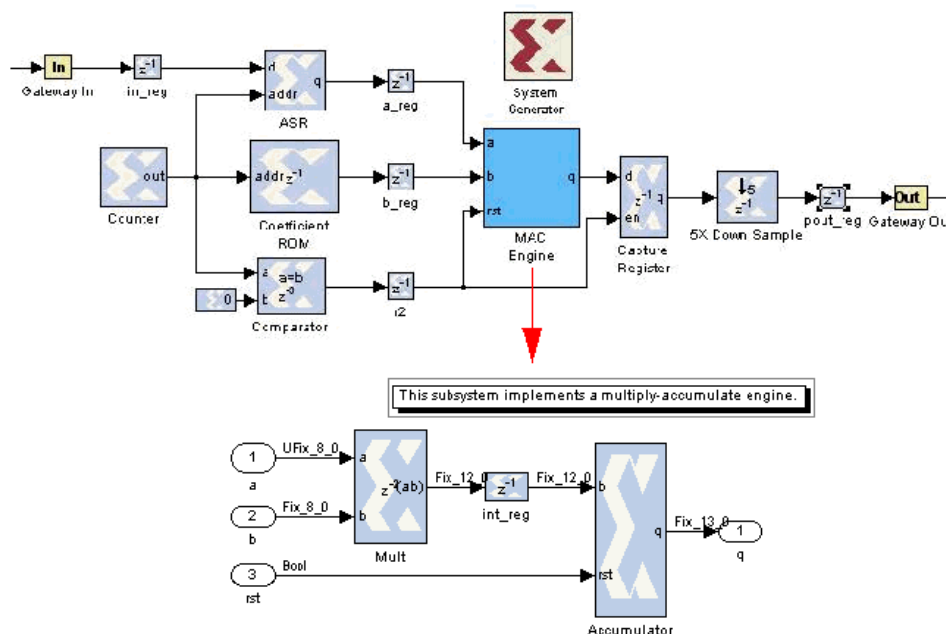 In
Gateway In
z-1
in_reg
d
addr
q
ASR
z-1
a_reg
System
Generator
out
Counter
addr z-1
Coefficient
ROM
z-1
b_reg
a
b
rst
q
MAC
Engine
d
en
z-1 q
Capture
Register
↓5
z-1
5X Down Sample
z-1
pout_reg
Out
Gateway Ou
0
a
b
a=b
z-0
Comparator
z-1
r2
This subsystem implements a multiply-accumulate engine.
1
a
UFix_8_0
2
b
Fix_8_0
3
rst
Bool
a
b
(ab)
Mult
Fix_12_0
z-1
int_reg
Fix_12_0
b
rst
q
Accumulator
Fix_13_0
1
q